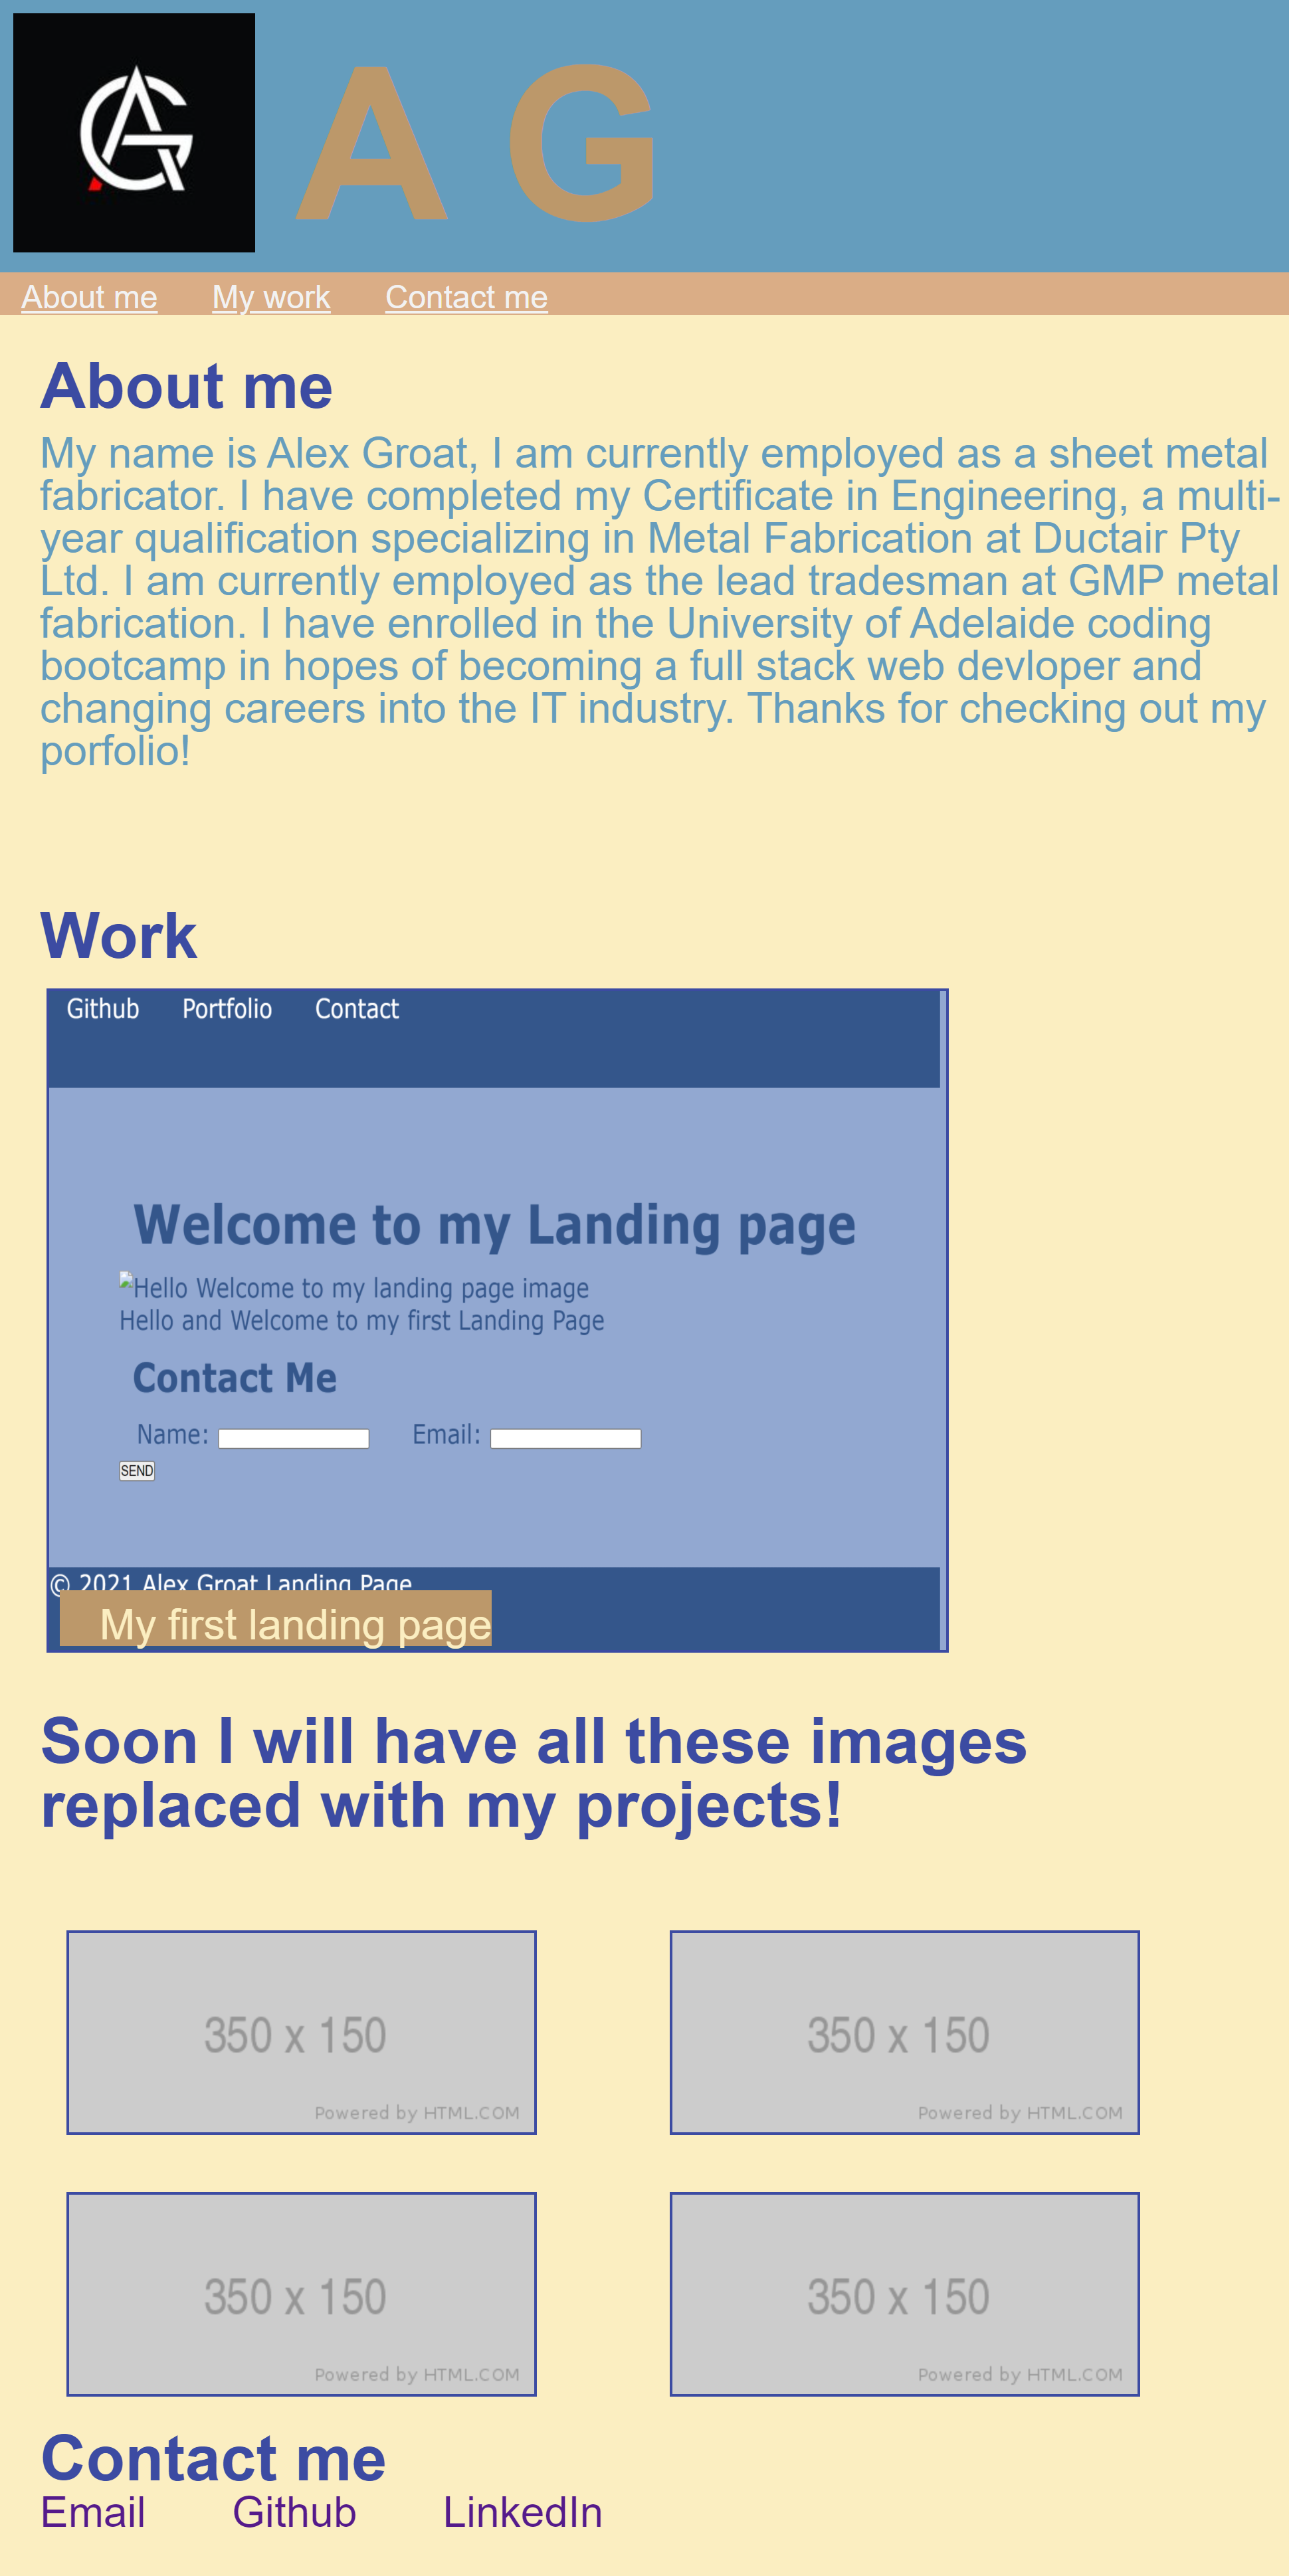 AG
A G
About me My work Contact me
About me
My name is Alex Groat, I am currently employed as a sheet metal
fabricator. I have completed my Certificate in Engineering, a multi-
year qualification specializing in Metal Fabrication at Ductair Pty
Ltd. I am currently employed as the lead tradesman at GMP metal
fabrication. I have enrolled in the University of Adelaide coding
bootcamp in hopes of becoming a full stack web devloper and
changing careers into the IT industry. Thanks for checking out my
porfolio!
Work
Github Portfolio Contact
Welcome to my Landing page
Hello Welcome to my landing page image
Hello and Welcome to my first Landing Page
Contact Me
Name: Email:
SEND
© 2021 Alex Groat Landing Page
My first landing page
Soon I will have all these images
replaced with my projects!
350 x 150 350 x 150
Powered by HTML.COM Powered by HTML.COM
350 x 150 350 x 150
Powered by HTML.COM Powered by HTML.COM
Contact me
Email Github LinkedIn